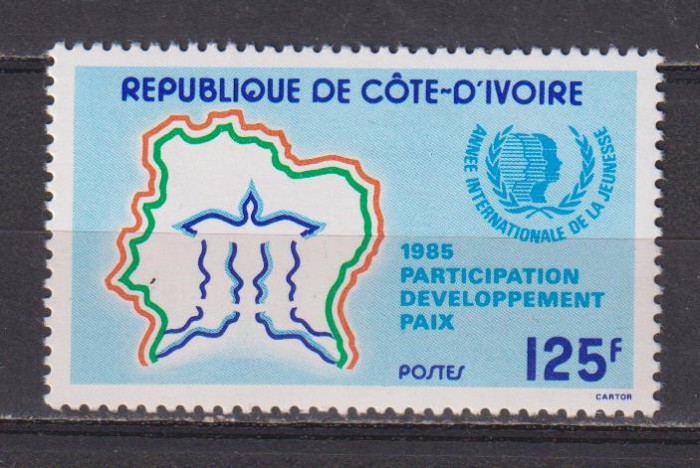 REPUBLIQUE DE CÔTE-D'IVOIRE
ANNEE INTERNATIONALE DE LA JEUNESSE
1985
PARTICIPATION
DEVELOPPEMENT
PAIX
POSTES
125F
CARTOR